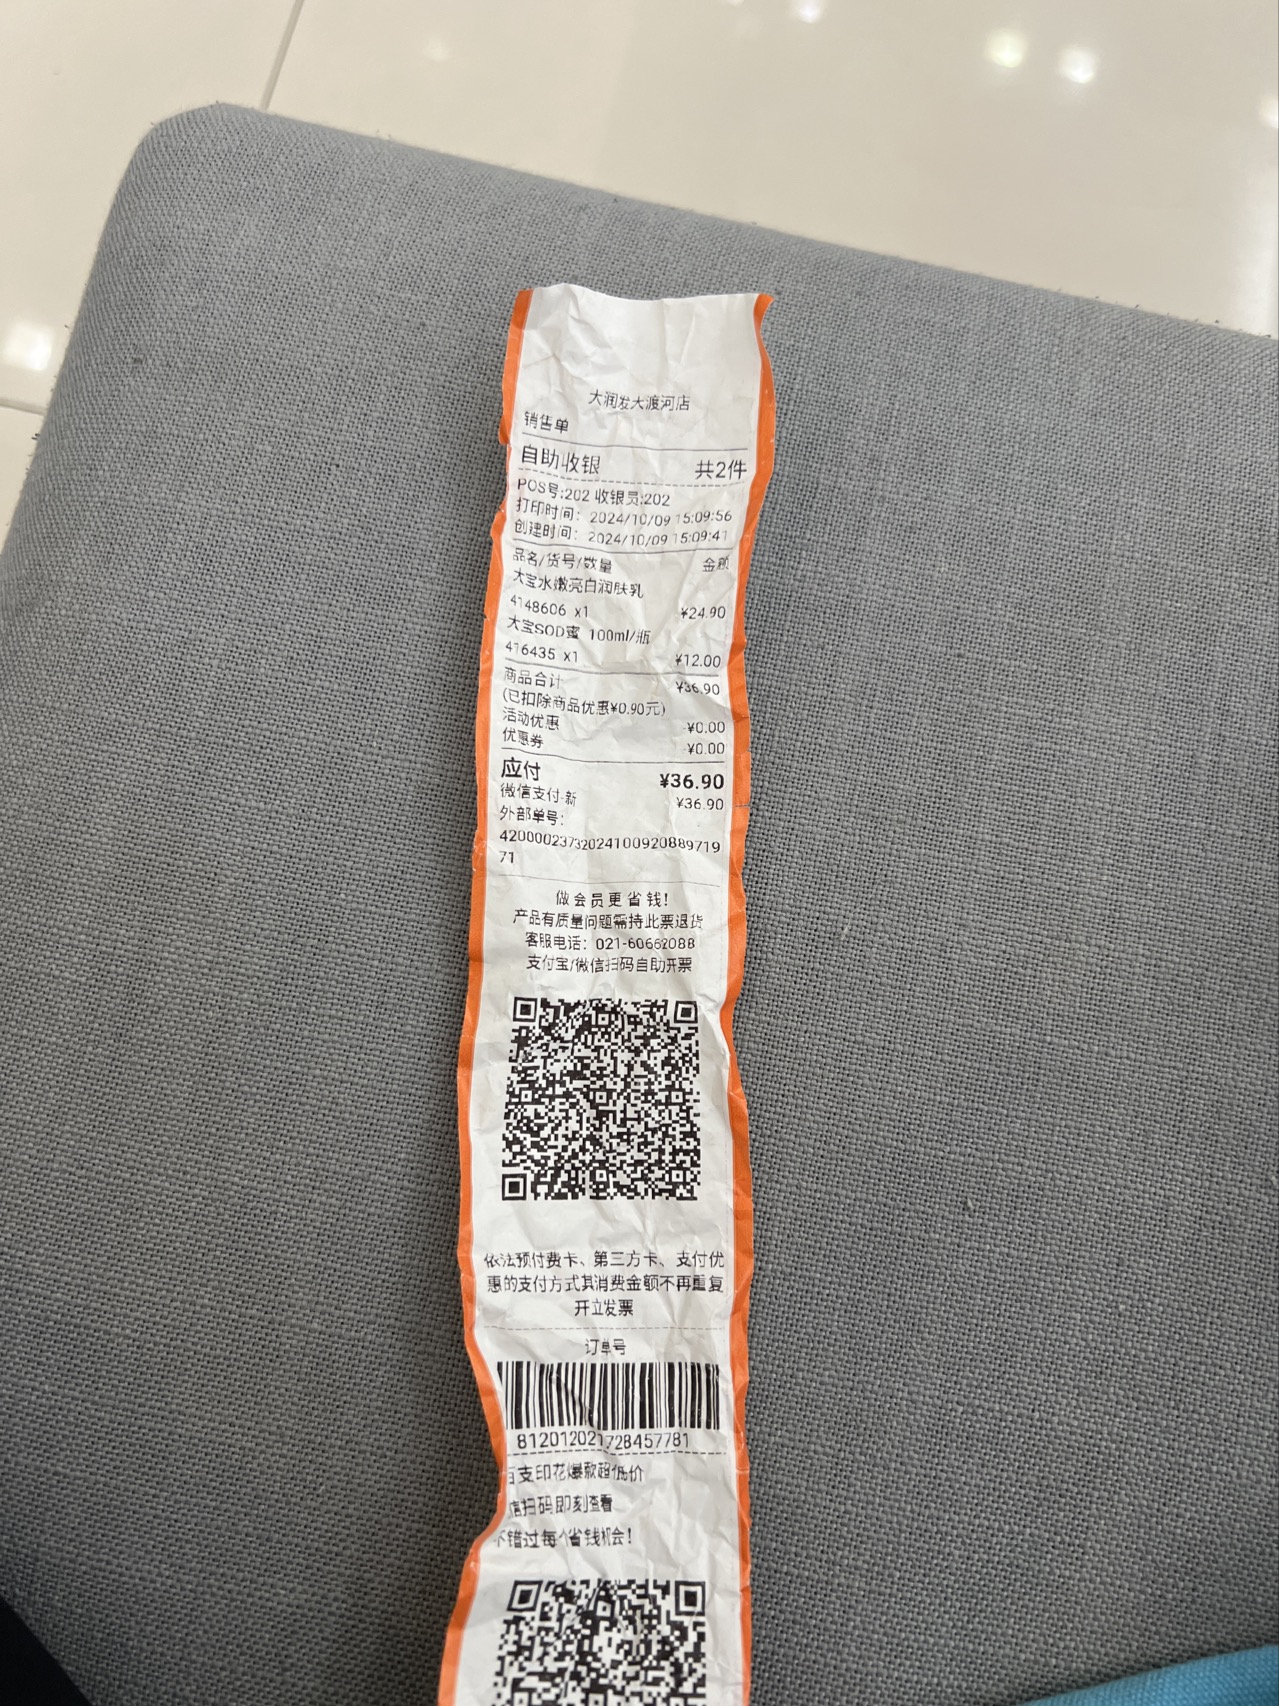 大润发大渡河店
销售单
自助收银 共2件
POS号:202 收银员:202
打印时间: 2024/10/09 15:09:56
创建时间: 2024/10/09 15:09:41
品名/货号/数量 金额
大宝水嫩亮白润肤乳
4148606 x1 ¥24.90
大宝SOD蜜 100ml/瓶
416435 x1 ¥12.00
商品合计 ¥36.90
(已扣除商品优惠¥0.90元)
活动优惠 -¥0.00
优惠券 -¥0.00
应付 ¥36.90
微信支付-新 ¥36.90
外部单号:
42000023732024100920889719
71
做会员更省钱!
产品有质量问题需持此票退货
客服电话: 021-60662088
支付宝/微信扫码自助开票
依法预付费卡、第三方卡、支付优
惠的支付方式其消费金额不再重复
开立发票
订单号
812012021728457781
支印花爆款超低价
信扫码即刻查看
不错过每个省钱机会!